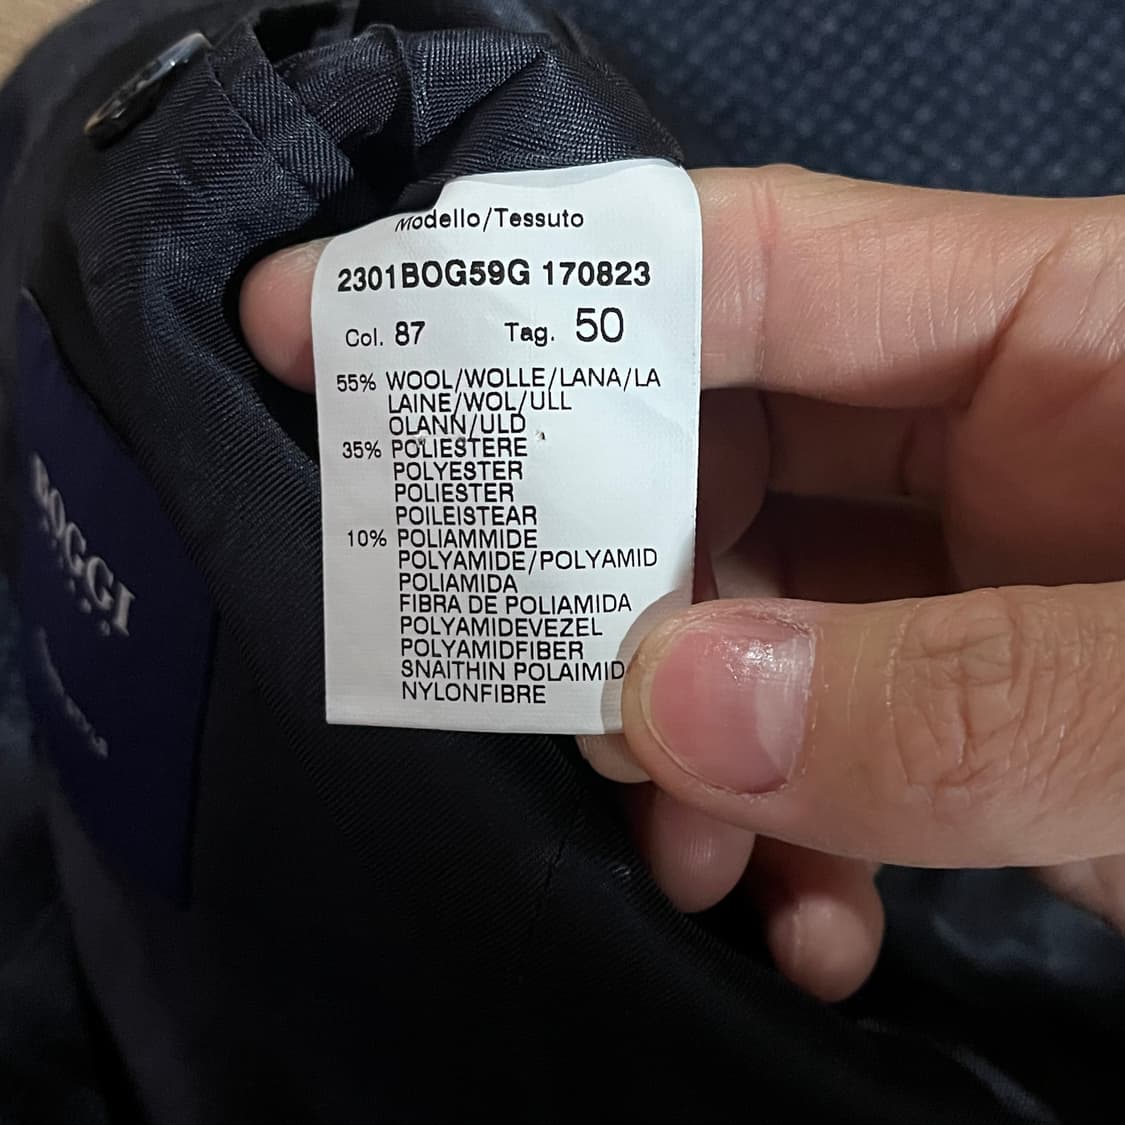 Modello/Tessuto
2301BOG59G 170823
Col. 87 Tag. 50
55% WOOL/WOLLE/LANA/LA
LAINE/WOL/ULL
OLANN/ULD
35% POLIESTERE
POLYESTER
POLIESTER
POILEISTEAR
10% POLIAMMIDE
POLYAMIDE/POLYAMID
POLIAMIDA
FIBRA DE POLIAMIDA
POLYAMIDEVEZEL
POLYAMIDFIBER
SNAITHIN POLAIMID
NYLONFIBRE
BOGGI